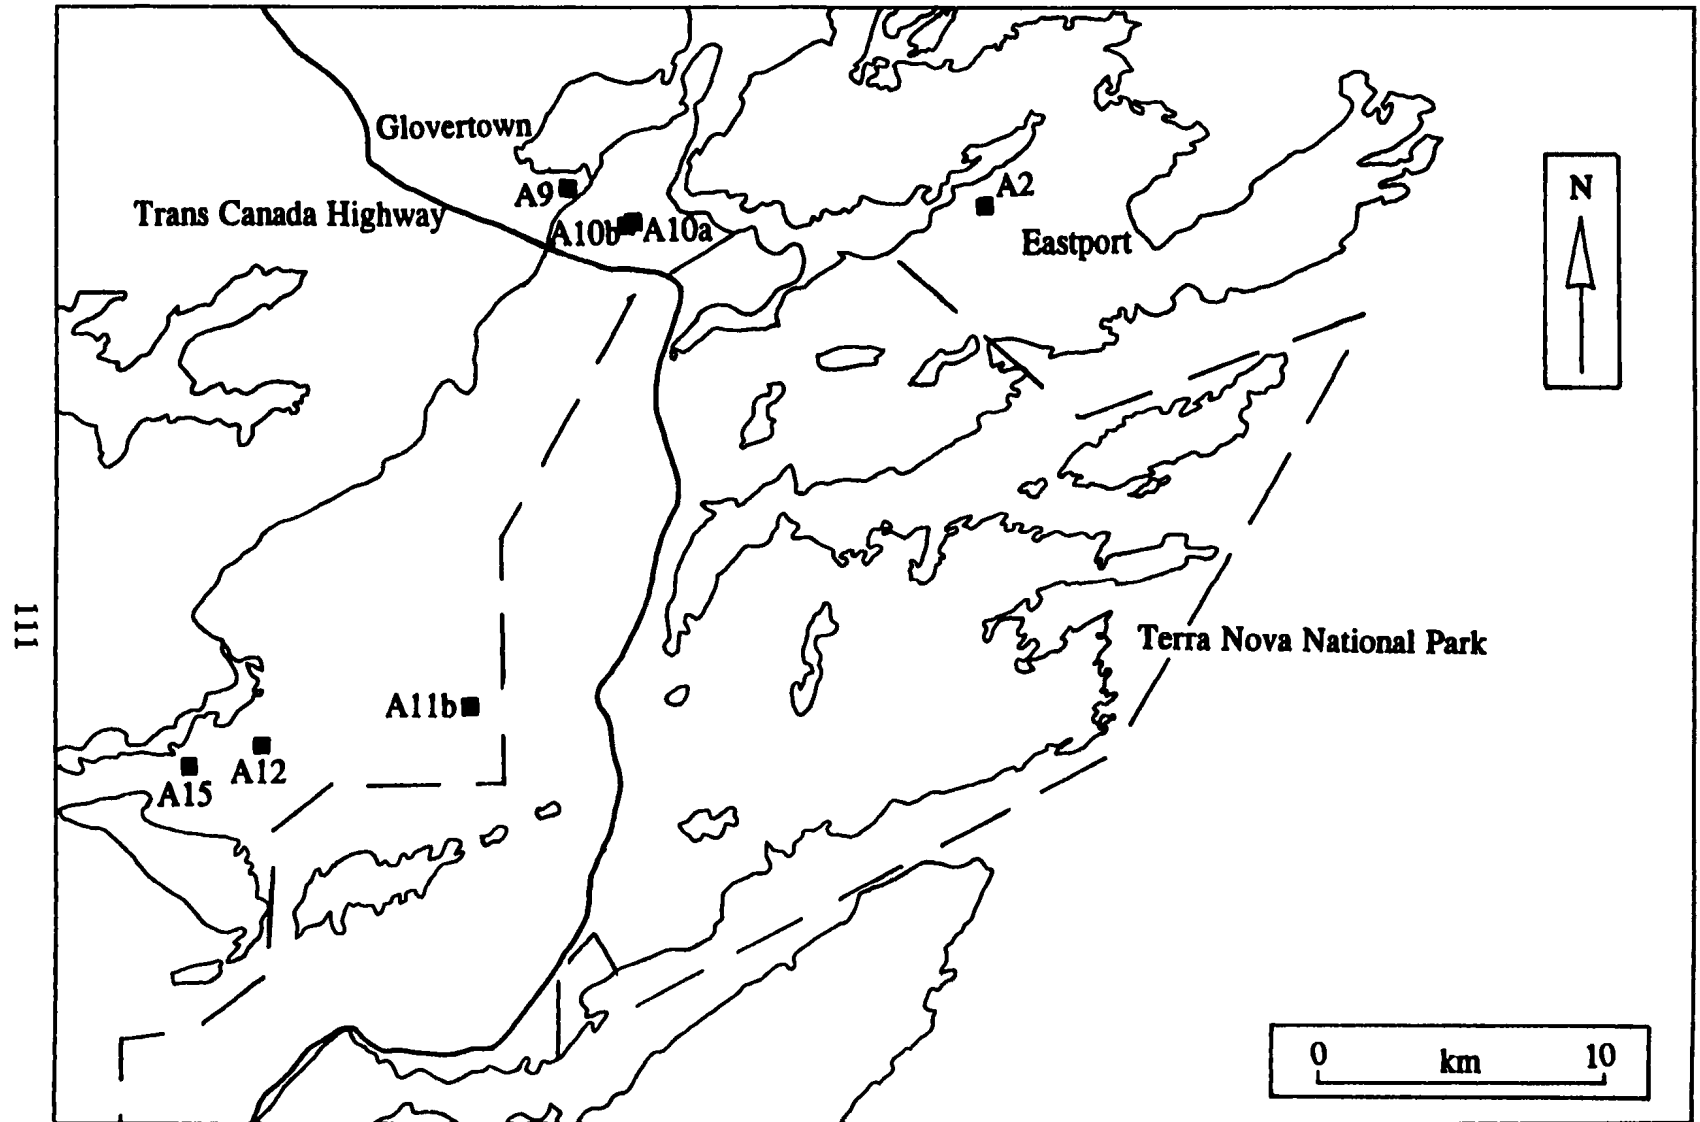 Glovertown
A9
A2
N
Trans Canada Highway
A10b
A10a
Eastport
111
Terra Nova National Park
A11b
A12
A15
0 km 10